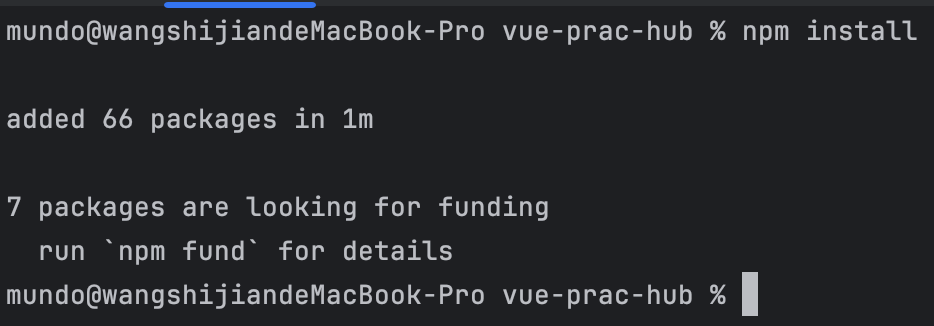 mundo@wangshijiandeMacBook-Pro vue-prac-hub % npm install
added 66 packages in 1m
7 packages are looking for funding
  run `npm fund` for details
mundo@wangshijiandeMacBook-Pro vue-prac-hub %